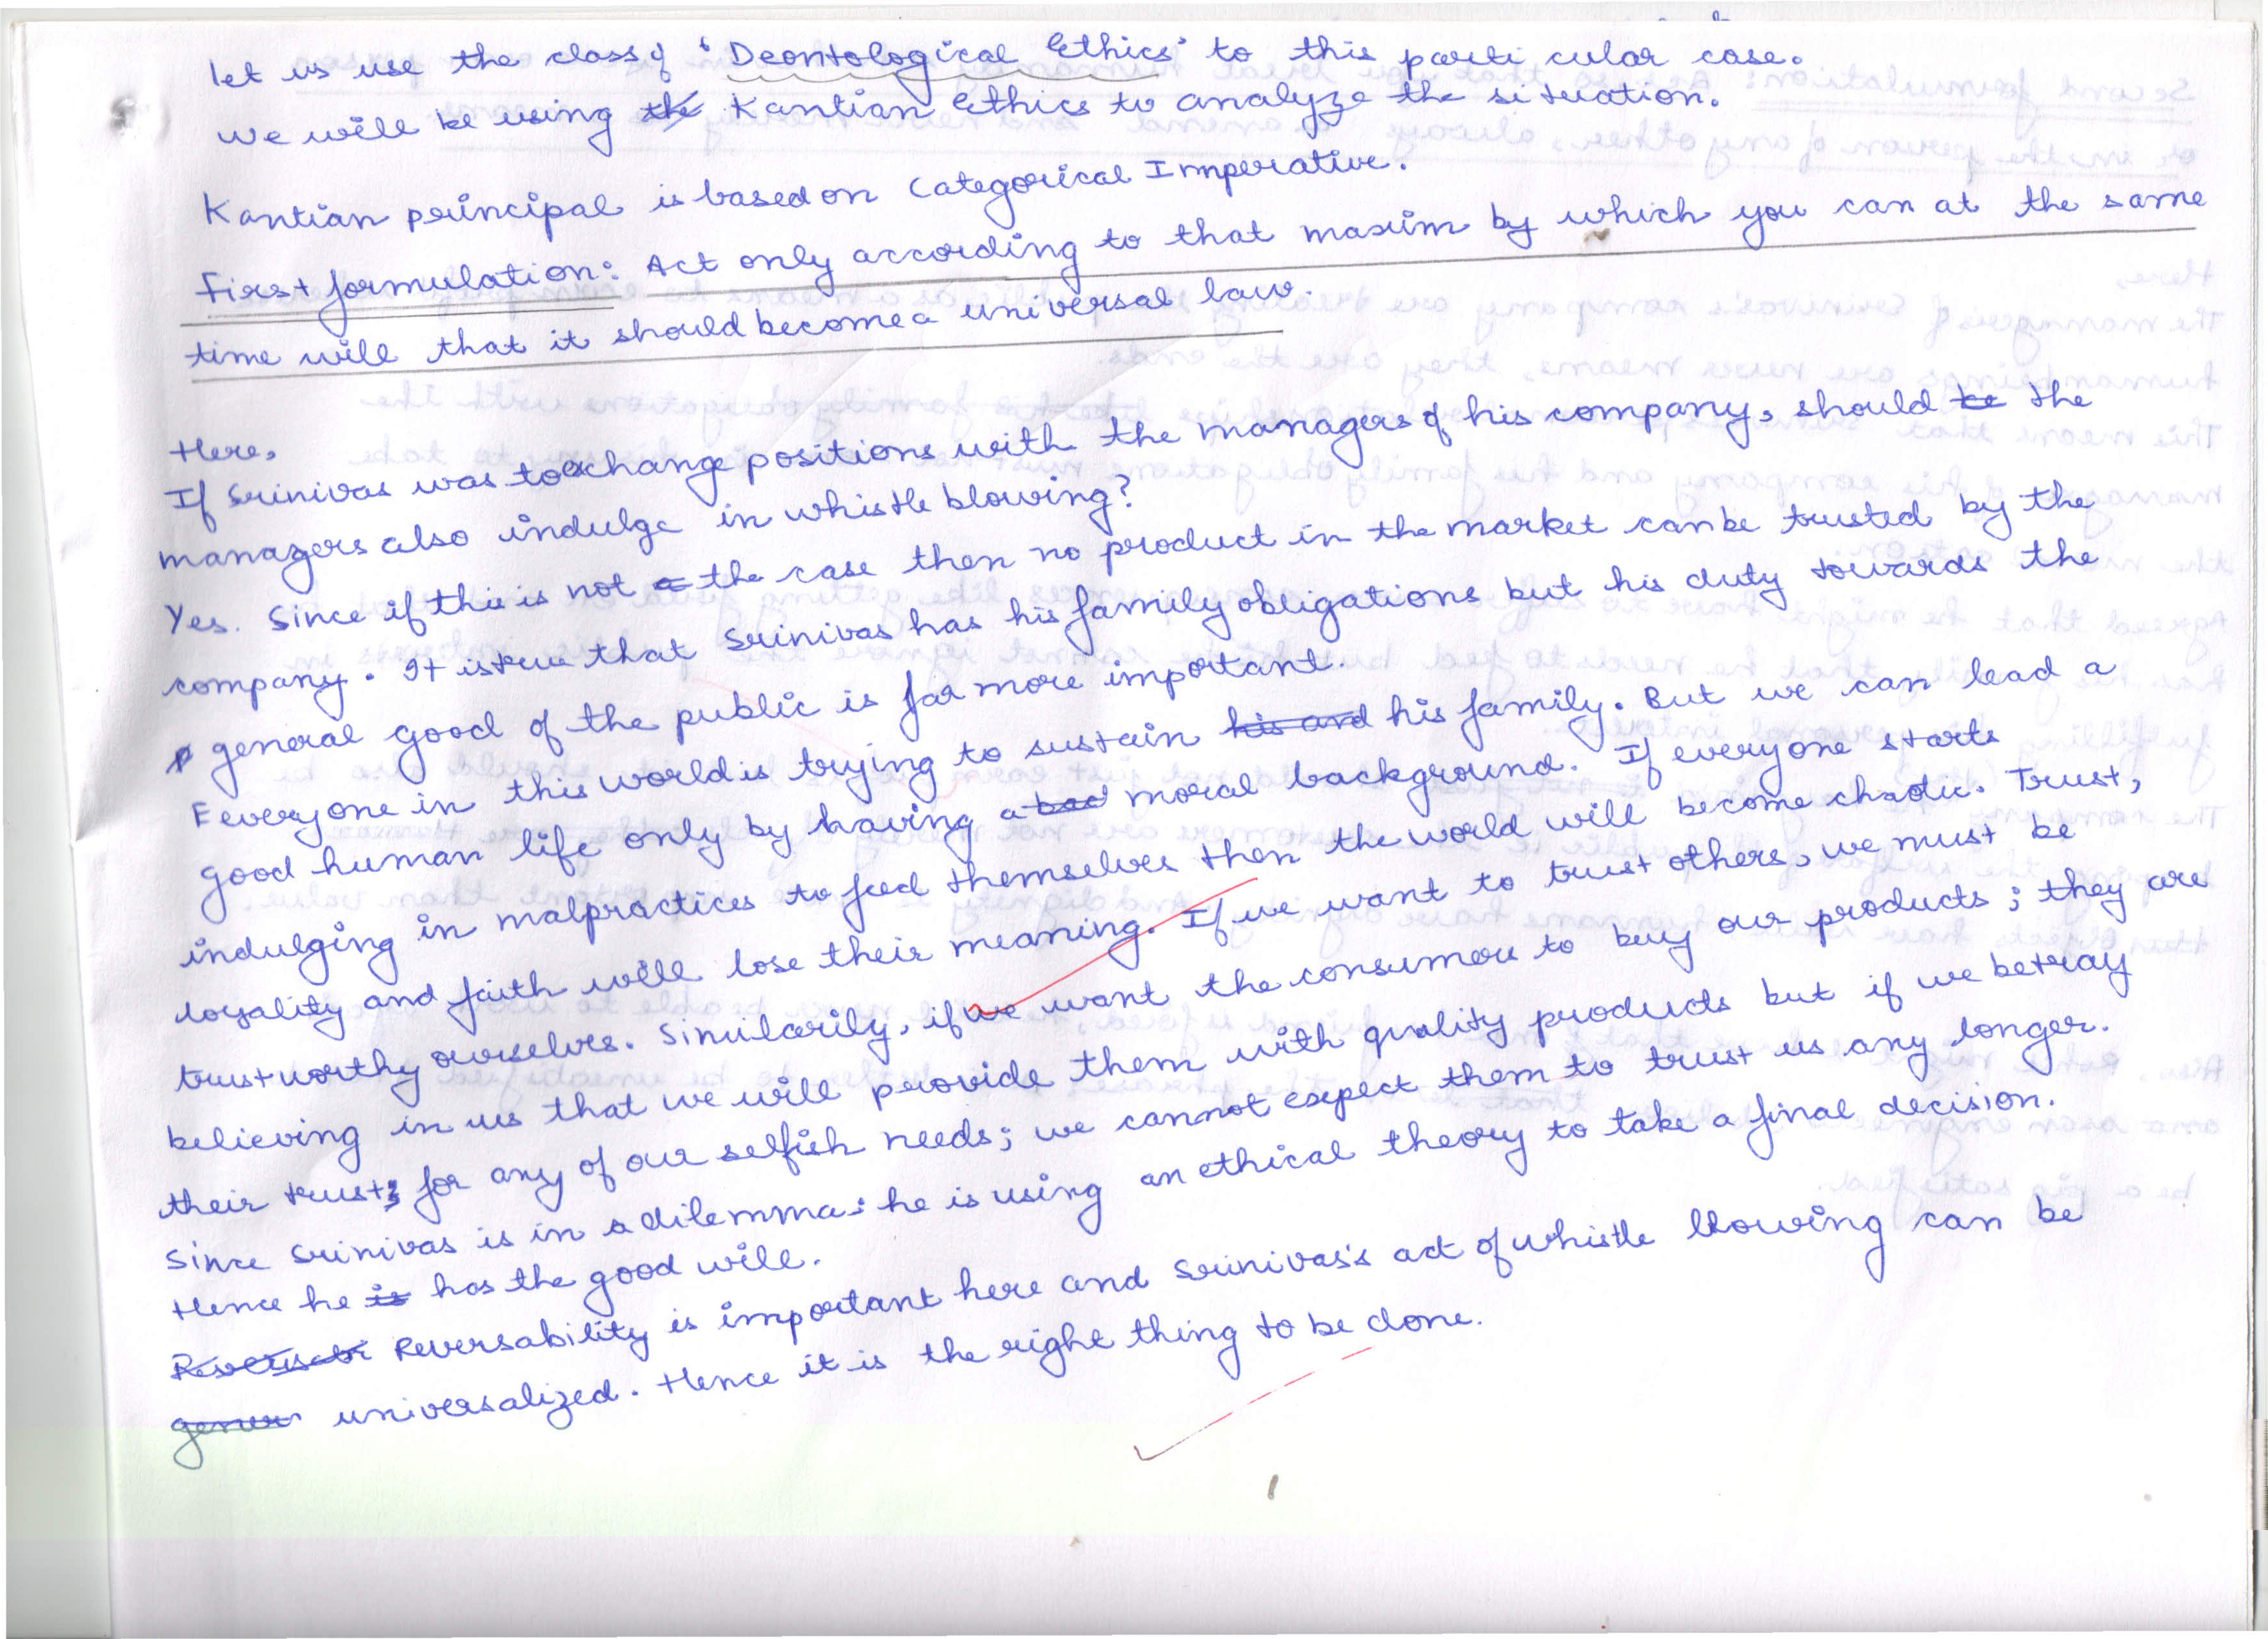 let us use the class of 'Deontological Ethics' to this particular case.
We will be using the Kantian Ethics to analyze the situation.
Kantian principal is based on Categorical Imperative.
First formulation: Act only according to that maxim by which you can at the same
time will that it should become a universal law.
Here,
If Srinivas was to exchange positions with the managers of his company, should be the
managers also indulge in whistle blowing?
Yes. Since if this is not a the case then no product in the market can be trusted by the
company. It is true that Srinivas has his family obligations but his duty towards the
general good of the public is far more important.
Eeveryone in this world is trying to sustain his and his family. But we can lead a
good human life only by having a bad moral background. If everyone starts
indulging in malpractices to feed themselves then the world will become chaotic. Trust,
loyality and faith will lose their meaning. If we want to trust others, we must be
trustworthy ourselves. Similarily, if we want the consumers to buy our products; they are
believing in us that we will provide them with quality products but if we betray
their trust; for any of our selfish needs; we cannot expect them to trust us any longer.
Since Srinivas is in a dilemma; he is using an ethical theory to take a final decision.
Hence he is has the good will.
Reversabi Reversability is important here and Srinivas's act of whistle blowing can be
gener universalized. Hence it is the right thing to be done.